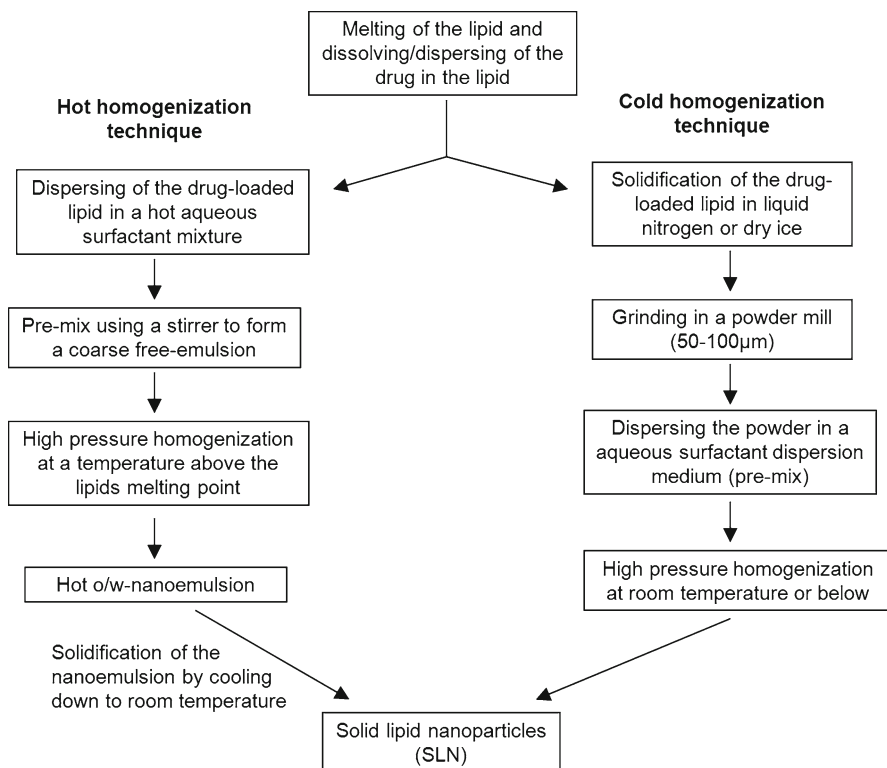 Melting of the lipid and
dissolving/dispersing of the
drug in the lipid
Hot homogenization
technique
Cold homogenization
technique
Dispersing of the drug-loaded
lipid in a hot aqueous
surfactant mixture
Pre-mix using a stirrer to form
a coarse free-emulsion
High pressure homogenization
at a temperature above the
lipids melting point
Hot o/w-nanoemulsion
Solidification of the
nanoemulsion by cooling
down to room temperature
Solidification of the drug-
loaded lipid in liquid
nitrogen or dry ice
Grinding in a powder mill
(50-100µm)
Dispersing the powder in a
aqueous surfactant dispersion
medium (pre-mix)
High pressure homogenization
at room temperature or below
Solid lipid nanoparticles
(SLN)